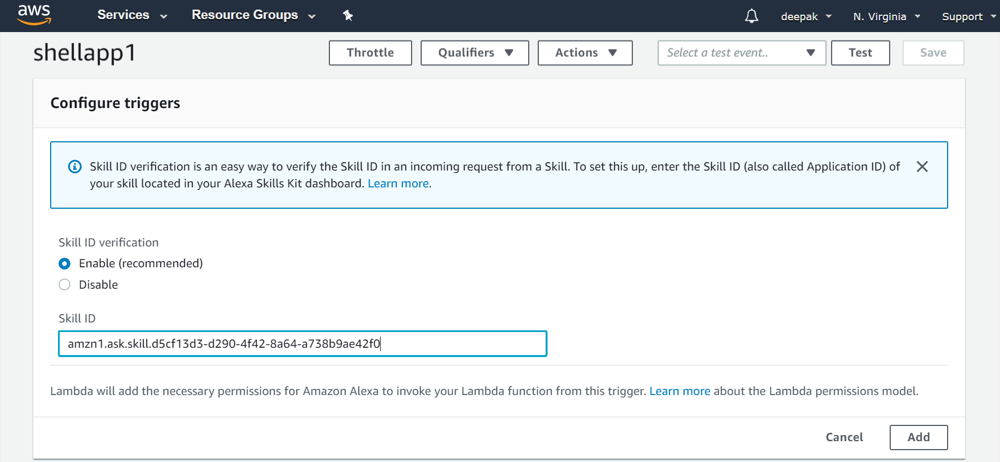 aws Services Resource Groups deepak N. Virginia Support
shellapp1 Throttle Qualifiers Actions Select a test event.. Test Save
Configure triggers
Skill ID verification is an easy way to verify the Skill ID in an incoming request from a Skill. To set this up, enter the Skill ID (also called Application ID) of
your skill located in your Alexa Skills Kit dashboard. Learn more.
Skill ID verification
Enable (recommended)
Disable
Skill ID
amzn1.ask.skill.d5cf13d3-d290-4f42-8a64-a738b9ae42f0
Lambda will add the necessary permissions for Amazon Alexa to invoke your Lambda function from this trigger. Learn more about the Lambda permissions model.
Cancel Add